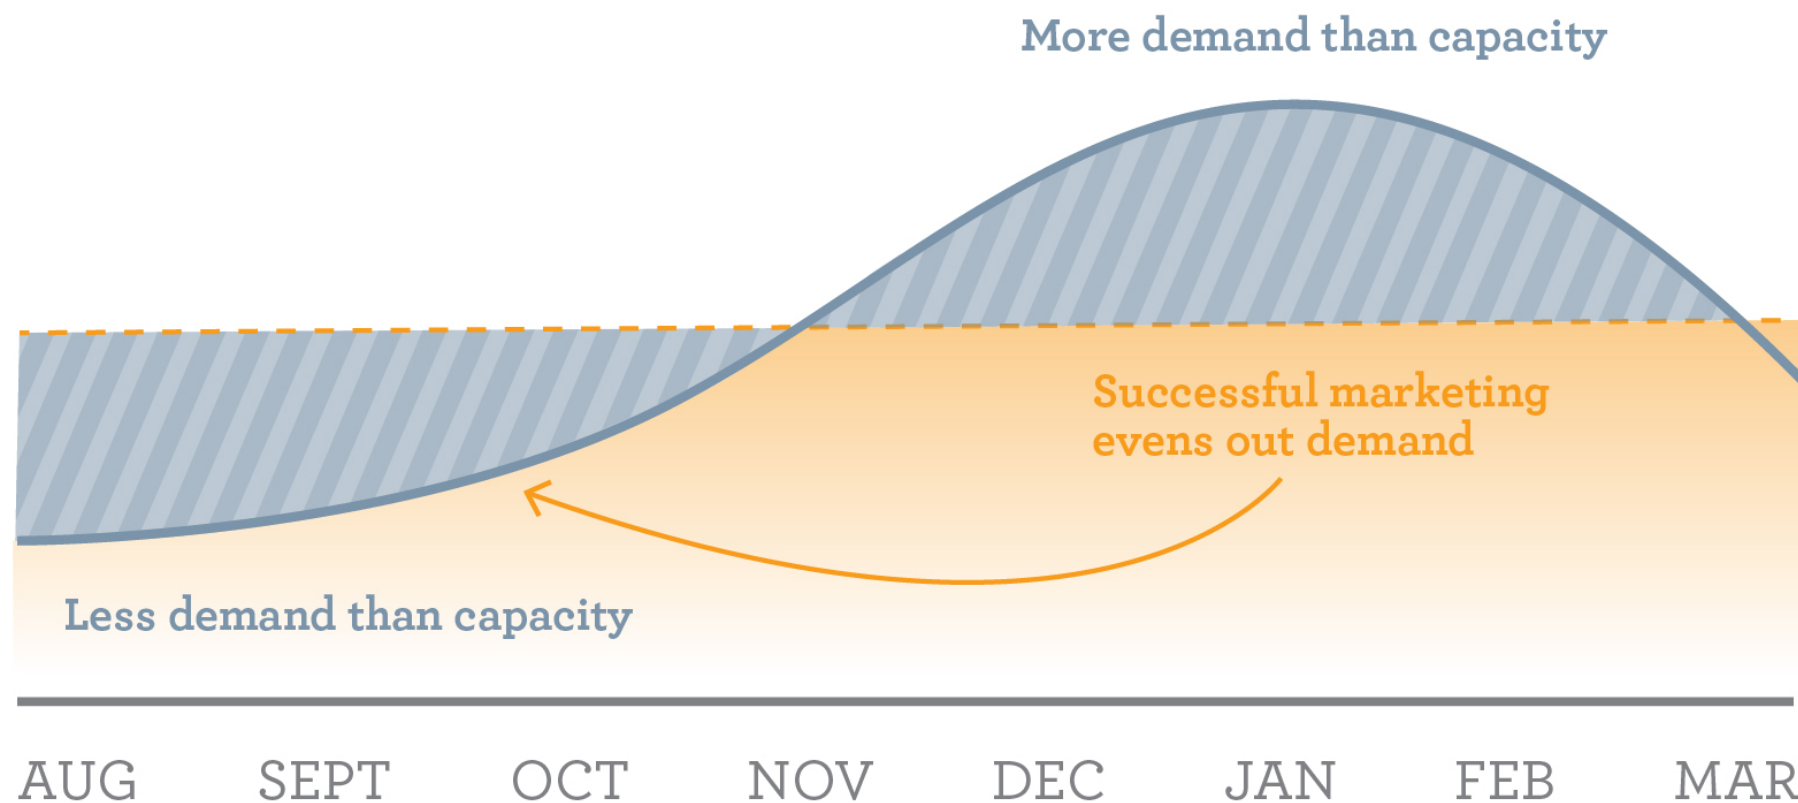 More demand than capacity
Successful marketing
evens out demand
Less demand than capacity
AUG SEPT OCT NOV DEC JAN FEB MAR